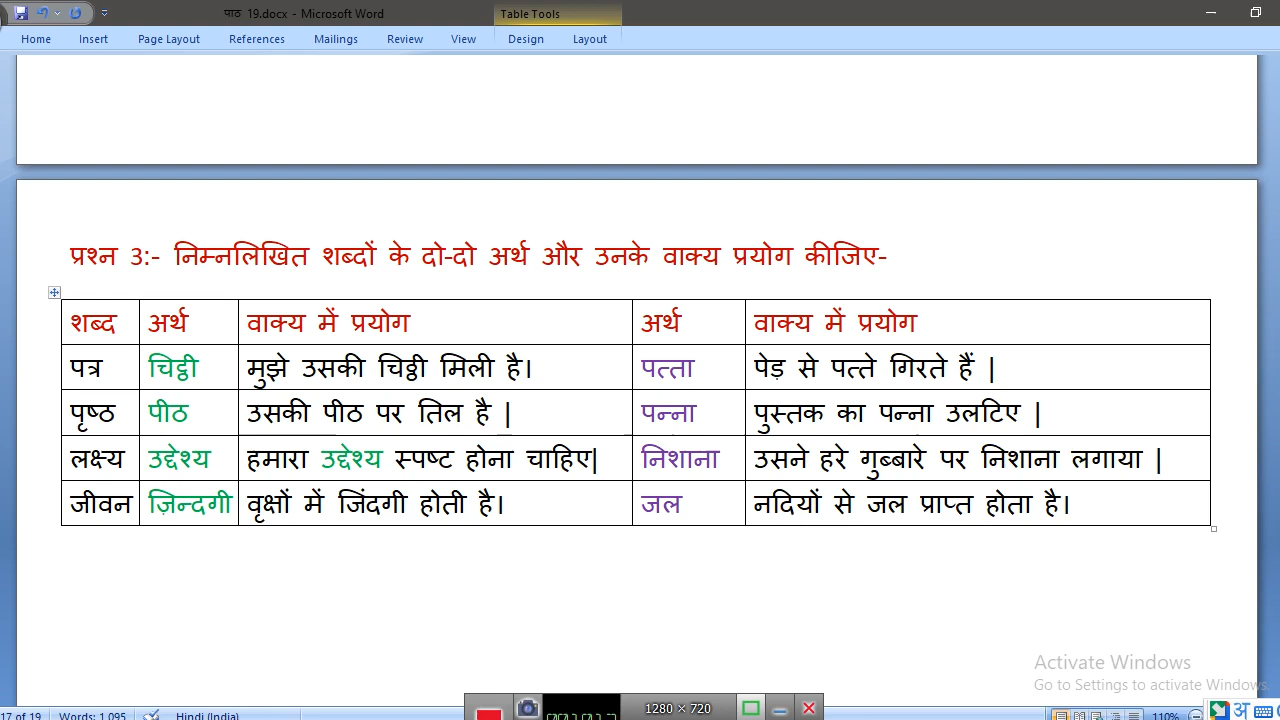 पाठ 19.docx - Microsoft Word Table Tools
Home Insert Page Layout References Mailings Review View Design Layout
प्रश्न 3:- निम्नलिखित शब्दों के दो-दो अर्थ और उनके वाक्य प्रयोग कीजिए-
शब्द अर्थ वाक्य में प्रयोग अर्थ वाक्य में प्रयोग
पत्र चिट्ठी मुझे उसकी चिठ्ठी मिली है। पत्ता पेड़ से पत्ते गिरते हैं |
पृष्ठ पीठ उसकी पीठ पर तिल है | पन्ना पुस्तक का पन्ना उलटिए |
लक्ष्य उद्देश्य हमारा उद्देश्य स्पष्ट होना चाहिए| निशाना उसने हरे गुब्बारे पर निशाना लगाया |
जीवन ज़िन्दगी वृक्षों में जिंदगी होती है। जल नदियों से जल प्राप्त होता है।
Activate Windows
Go to Settings to activate Windows.
1280 × 720
17 of 19 Words: 1,095 Hindi (India) 110% अ